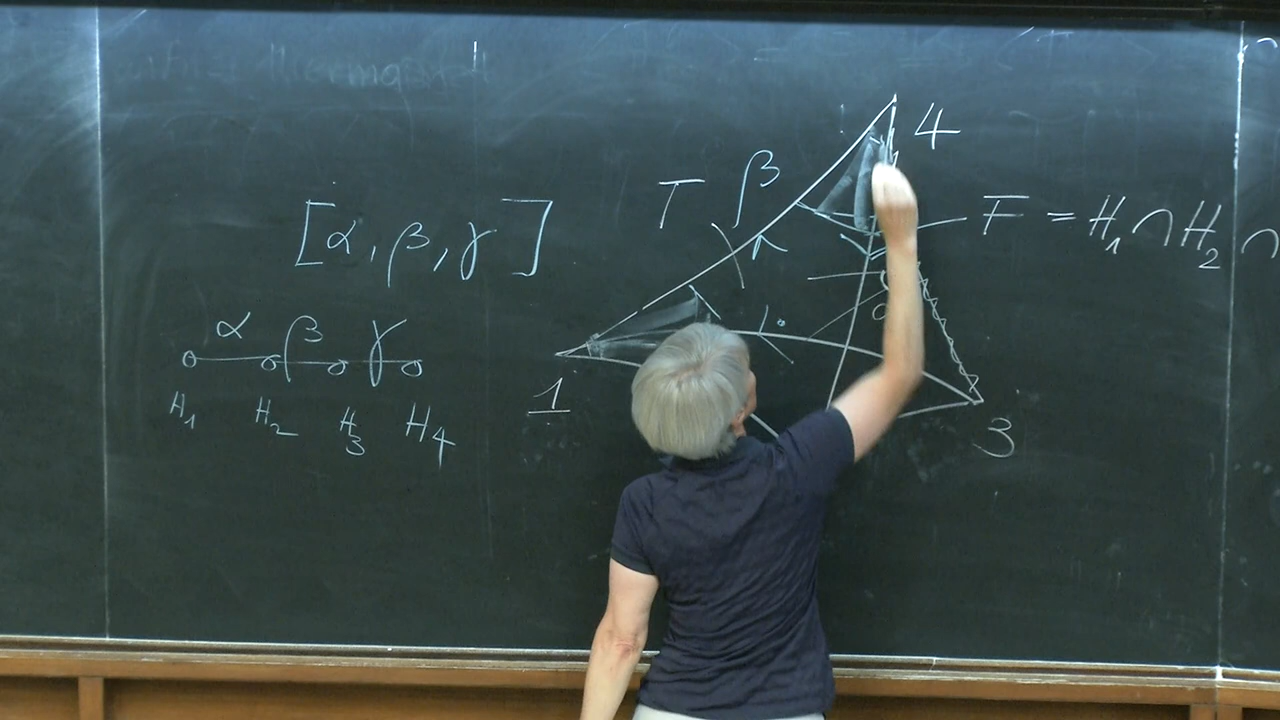 [α, β, γ]
α β γ
H₁ H₂ H₃ H₄
T β
4
1
3
F = H₁ ∩ H₂ ∩